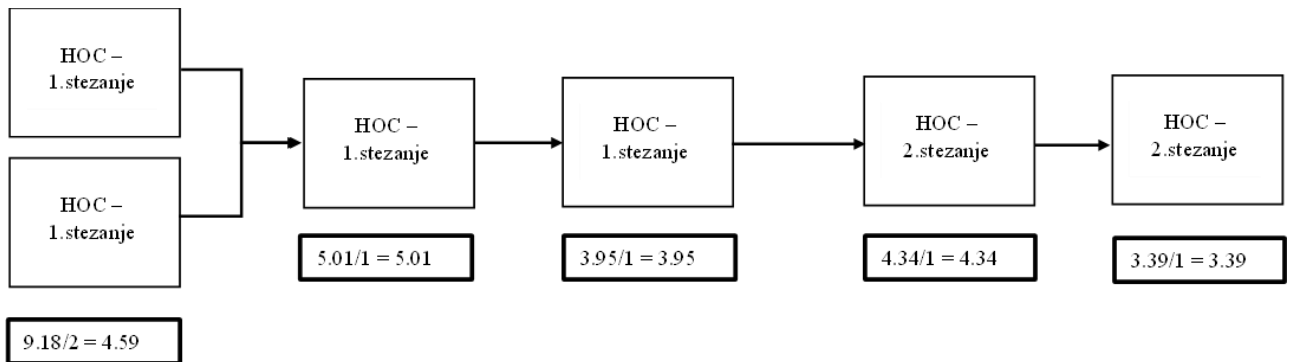 HOC –
1.stezanje
HOC –
1.stezanje
9.18/2 = 4.59
HOC –
1.stezanje
5.01/1 = 5.01
HOC –
1.stezanje
3.95/1 = 3.95
HOC –
2.stezanje
4.34/1 = 4.34
HOC –
2.stezanje
3.39/1 = 3.39